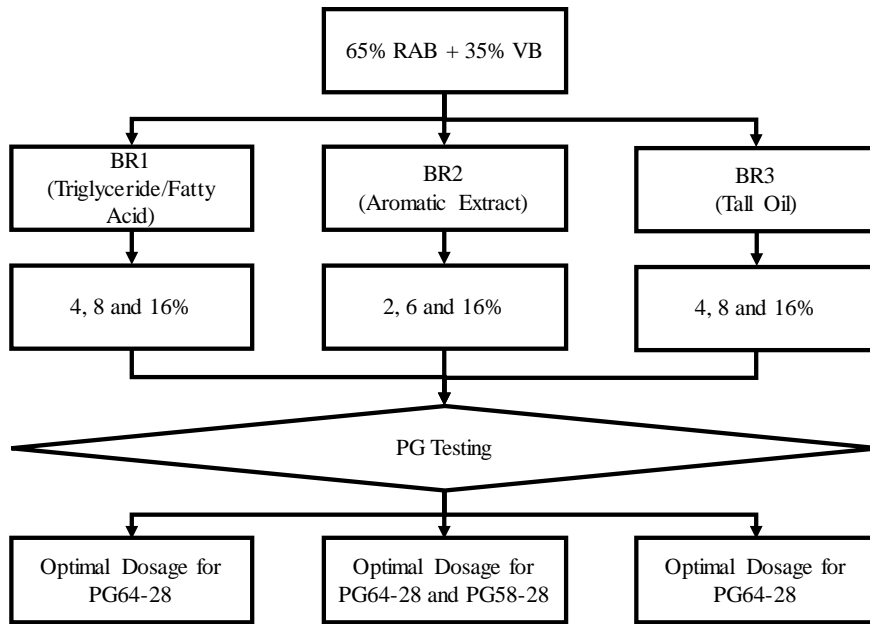 65% RAB + 35% VB
BR1
(Triglyceride/Fatty
Acid)
BR2
(Aromatic Extract)
BR3
(Tall Oil)
4, 8 and 16%
2, 6 and 16%
4, 8 and 16%
PG Testing
Optimal Dosage for
PG64-28
Optimal Dosage for
PG64-28 and PG58-28
Optimal Dosage for
PG64-28